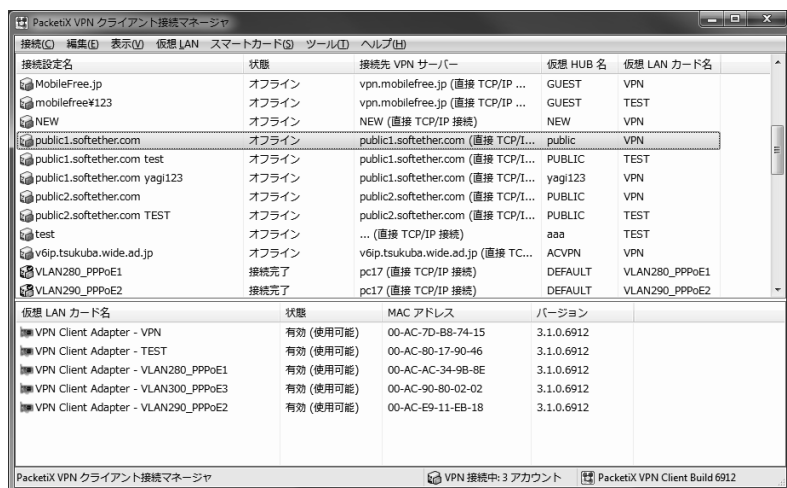 PacketiX VPN クライアント接続マネージャ
接続(C) 編集(E) 表示(V) 仮想 LAN スマートカード(S) ツール(T) ヘルプ(H)
接続設定名 状態 接続先 VPN サーバー 仮想 HUB 名 仮想 LAN カード名
MobileFree.jp オフライン vpn.mobilefree.jp (直接 TCP/IP ... GUEST VPN
mobilefree¥123 オフライン vpn.mobilefree.jp (直接 TCP/IP ... GUEST TEST
NEW オフライン NEW (直接 TCP/IP 接続) NEW VPN
public1.softether.com オフライン public1.softether.com (直接 TCP/I... public VPN
public1.softether.com test オフライン public1.softether.com (直接 TCP/I... PUBLIC TEST
public1.softether.com yagi123 オフライン public1.softether.com (直接 TCP/I... yagi123 VPN
public2.softether.com オフライン public2.softether.com (直接 TCP/I... PUBLIC VPN
public2.softether.com TEST オフライン public2.softether.com (直接 TCP/I... PUBLIC TEST
test オフライン ... (直接 TCP/IP 接続) aaa TEST
v6ip.tsukuba.wide.ad.jp オフライン v6ip.tsukuba.wide.ad.jp (直接 TC... ACVPN VPN
VLAN280_PPPoE1 接続完了 pc17 (直接 TCP/IP 接続) DEFAULT VLAN280_PPPoE1
VLAN290_PPPoE2 接続完了 pc17 (直接 TCP/IP 接続) DEFAULT VLAN290_PPPoE2
仮想 LAN カード名 状態 MAC アドレス バージョン
VPN Client Adapter - VPN 有効 (使用可能) 00-AC-7D-B8-74-15 3.1.0.6912
VPN Client Adapter - TEST 有効 (使用可能) 00-AC-80-17-90-46 3.1.0.6912
VPN Client Adapter - VLAN280_PPPoE1 有効 (使用可能) 00-AC-AC-34-9B-8E 3.1.0.6912
VPN Client Adapter - VLAN300_PPPoE3 有効 (使用可能) 00-AC-90-80-02-02 3.1.0.6912
VPN Client Adapter - VLAN290_PPPoE2 有効 (使用可能) 00-AC-E9-11-EB-18 3.1.0.6912
PacketiX VPN クライアント接続マネージャ VPN 接続中: 3 アカウント PacketiX VPN Client Build 6912